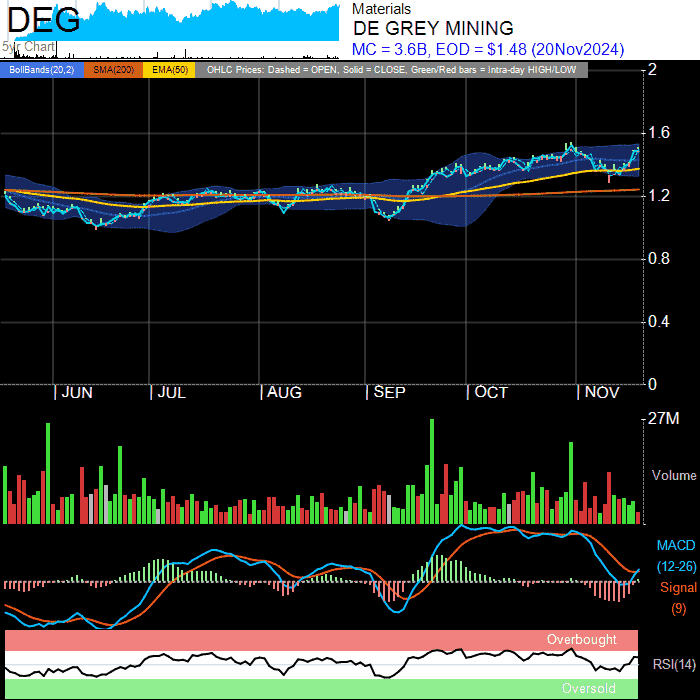 DEG
5yr Chart
Materials
DE GREY MINING
MC = 3.6B, EOD = $1.48 (20Nov2024)
BollBands(20,2) SMA(200) EMA(50) OHLC Prices: Dashed = OPEN, Solid = CLOSE, Green/Red bars = Intra-day HIGH/LOW
2
1.6
1.2
0.8
0.4
0
JUN JUL AUG SEP OCT NOV
27M
Volume
MACD
(12-26)
Signal
(9)
Overbought
RSI(14)
Oversold